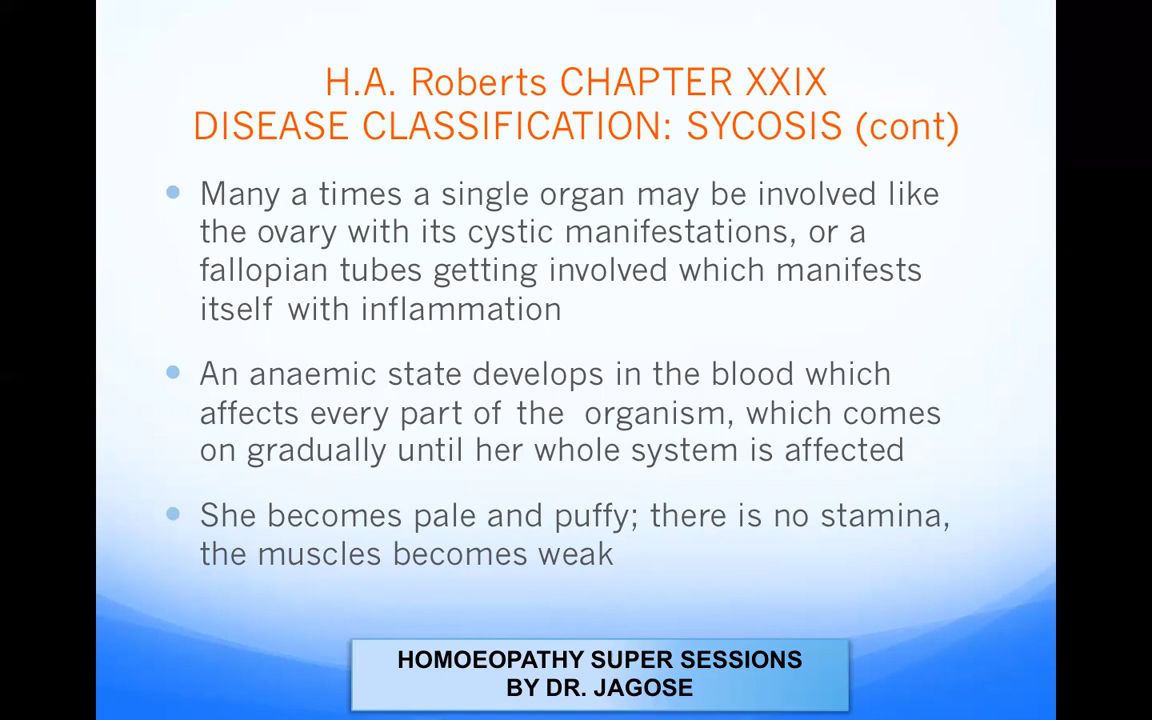 H.A. Roberts CHAPTER XXIX
DISEASE CLASSIFICATION: SYCOSIS (cont)
Many a times a single organ may be involved like
the ovary with its cystic manifestations, or a
fallopian tubes getting involved which manifests
itself with inflammation
An anaemic state develops in the blood which
affects every part of the organism, which comes
on gradually until her whole system is affected
She becomes pale and puffy; there is no stamina,
the muscles becomes weak
HOMOEOPATHY SUPER SESSIONS
BY DR. JAGOSE